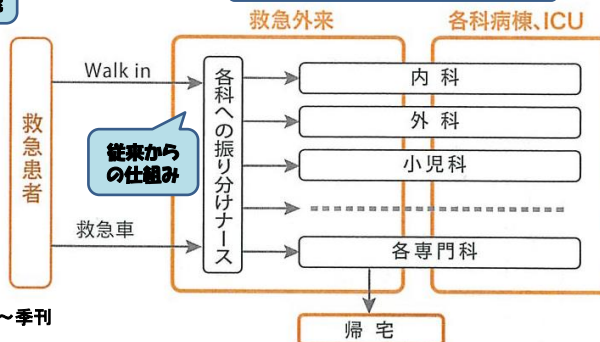 救急外来
各科病棟、ICU
救急患者
Walk in
救急車
従来から
の仕組み
各科への振り分けナース
内科
外科
小児科
各専門科
帰宅
～季刊